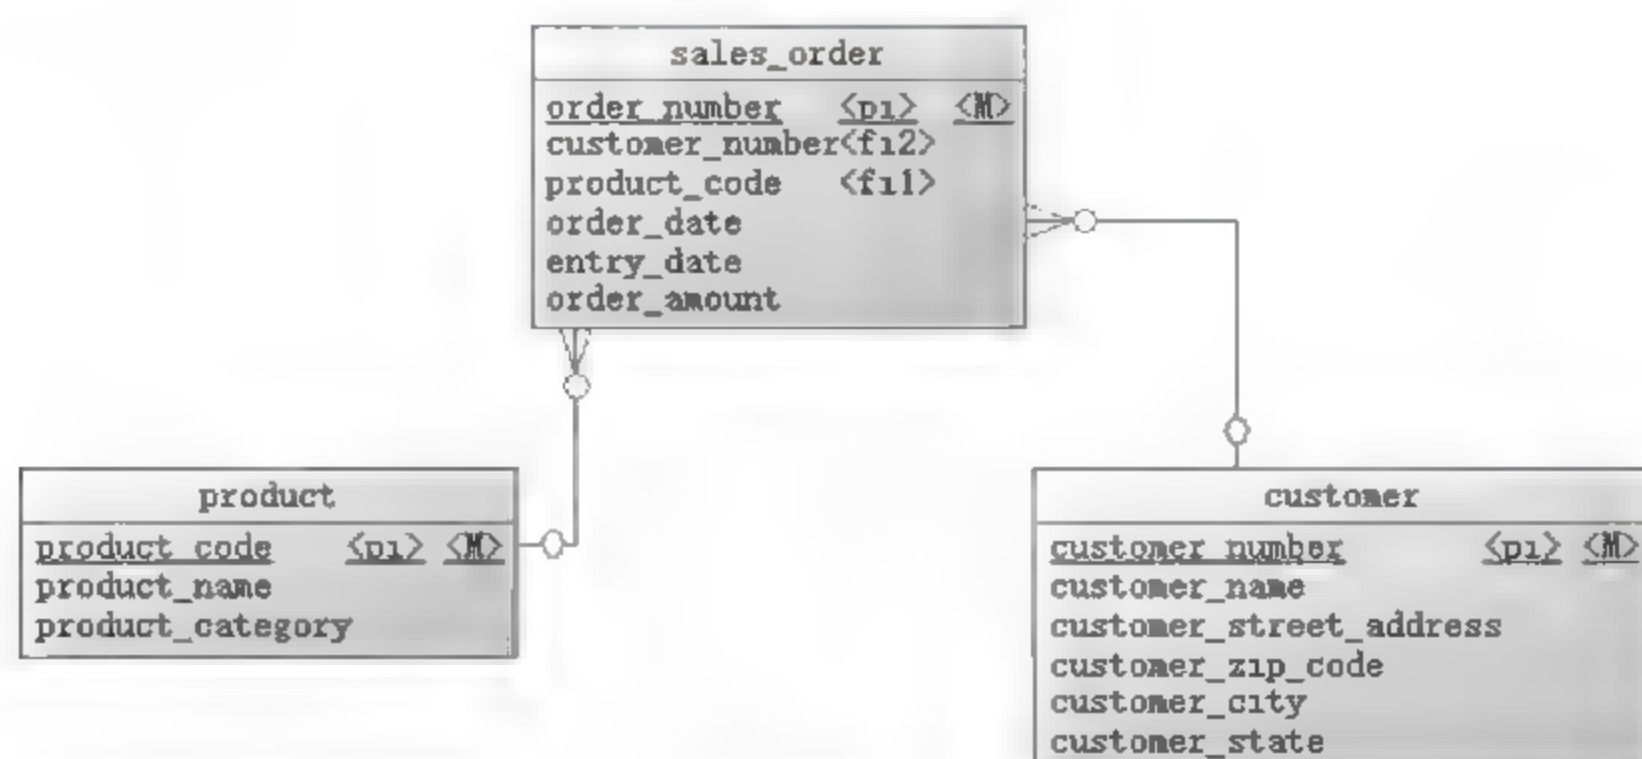 sales_order
order_number <pi> <M>
customer_number<fi2>
product_code <fi1>
order_date
entry_date
order_amount
product
product_code <pi> <M>
product_name
product_category
customer
customer_number <pi> <M>
customer_name
customer_street_address
customer_zip_code
customer_city
customer_state